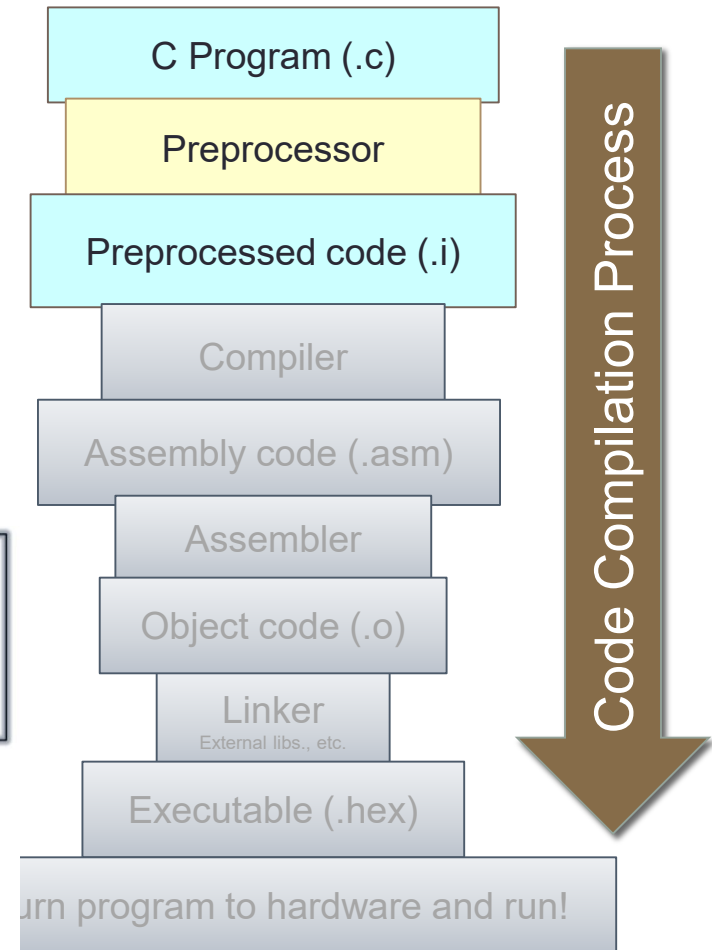 C Program (.c)
Preprocessor
Preprocessed code (.i)
Compiler
Assembly code (.asm)
Assembler
Object code (.o)
Linker
External libs., etc.
Executable (.hex)
urn program to hardware and run!
Code Compilation Process